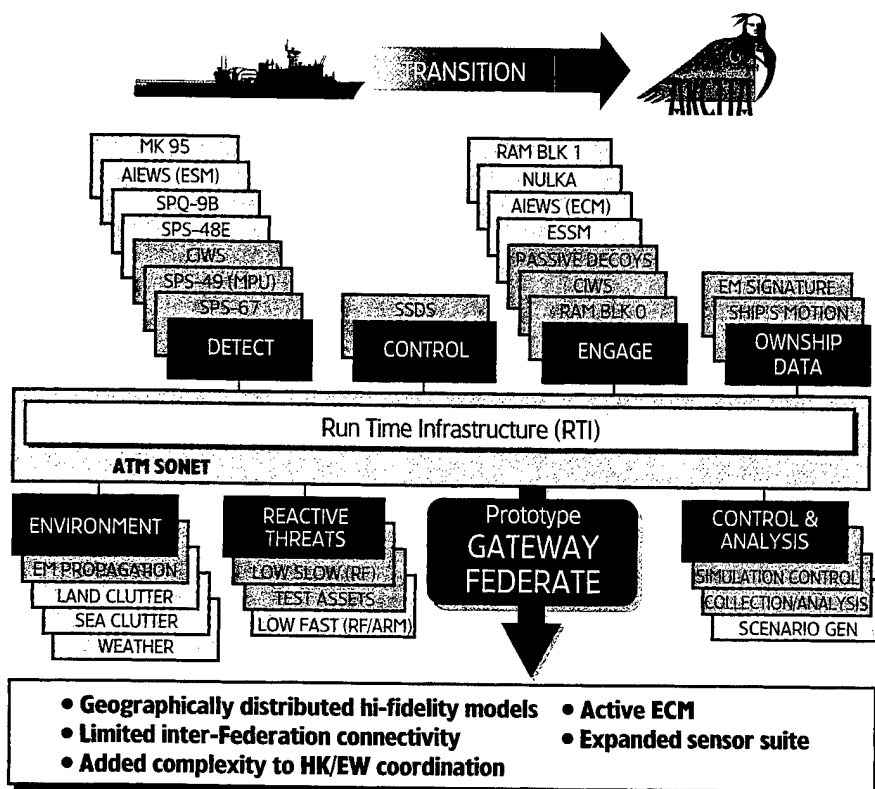 TRANSITION
MK 95
AIEWS (ESM)
SPQ-9B
SPS-48E
CIWS
SPS-49 (MPU)
SPS-67
DETECT
SSDS
CONTROL
RAM BLK 1
NULKA
AIEWS (ECM)
ESSM
PASSIVE DECOYS
CIWS
RAM BLK 0
ENGAGE
EM SIGNATURE
SHIP'S MOTION
OWNSHIP
DATA
Run Time Infrastructure (RTI)
ATM SONET
ENVIRONMENT
EM PROPAGATION
LAND CLUTTER
SEA CLUTTER
WEATHER
REACTIVE
THREATS
LOW SLOW (RF)
TEST ASSETS
LOW FAST (RF/ARM)
Prototype
GATEWAY
FEDERATE
CONTROL &
ANALYSIS
SIMULATION CONTROL
COLLECTION/ANALYSIS
SCENARIO GEN
• Geographically distributed hi-fidelity models
• Limited inter-Federation connectivity
• Added complexity to HK/EW coordination
• Active ECM
• Expanded sensor suite